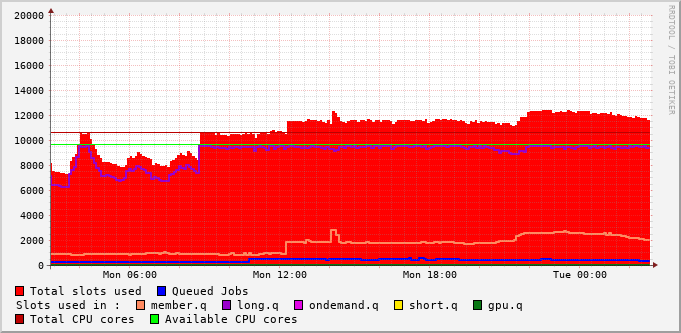 20000
18000
16000
14000
12000
10000
8000
6000
4000
2000
0
Mon 06:00 Mon 12:00 Mon 18:00 Tue 00:00
RRDTOOL / TOBI OETIKER
Total slots used Queued Jobs
Slots used in : member.q long.q ondemand.q short.q gpu.q
Total CPU cores Available CPU cores